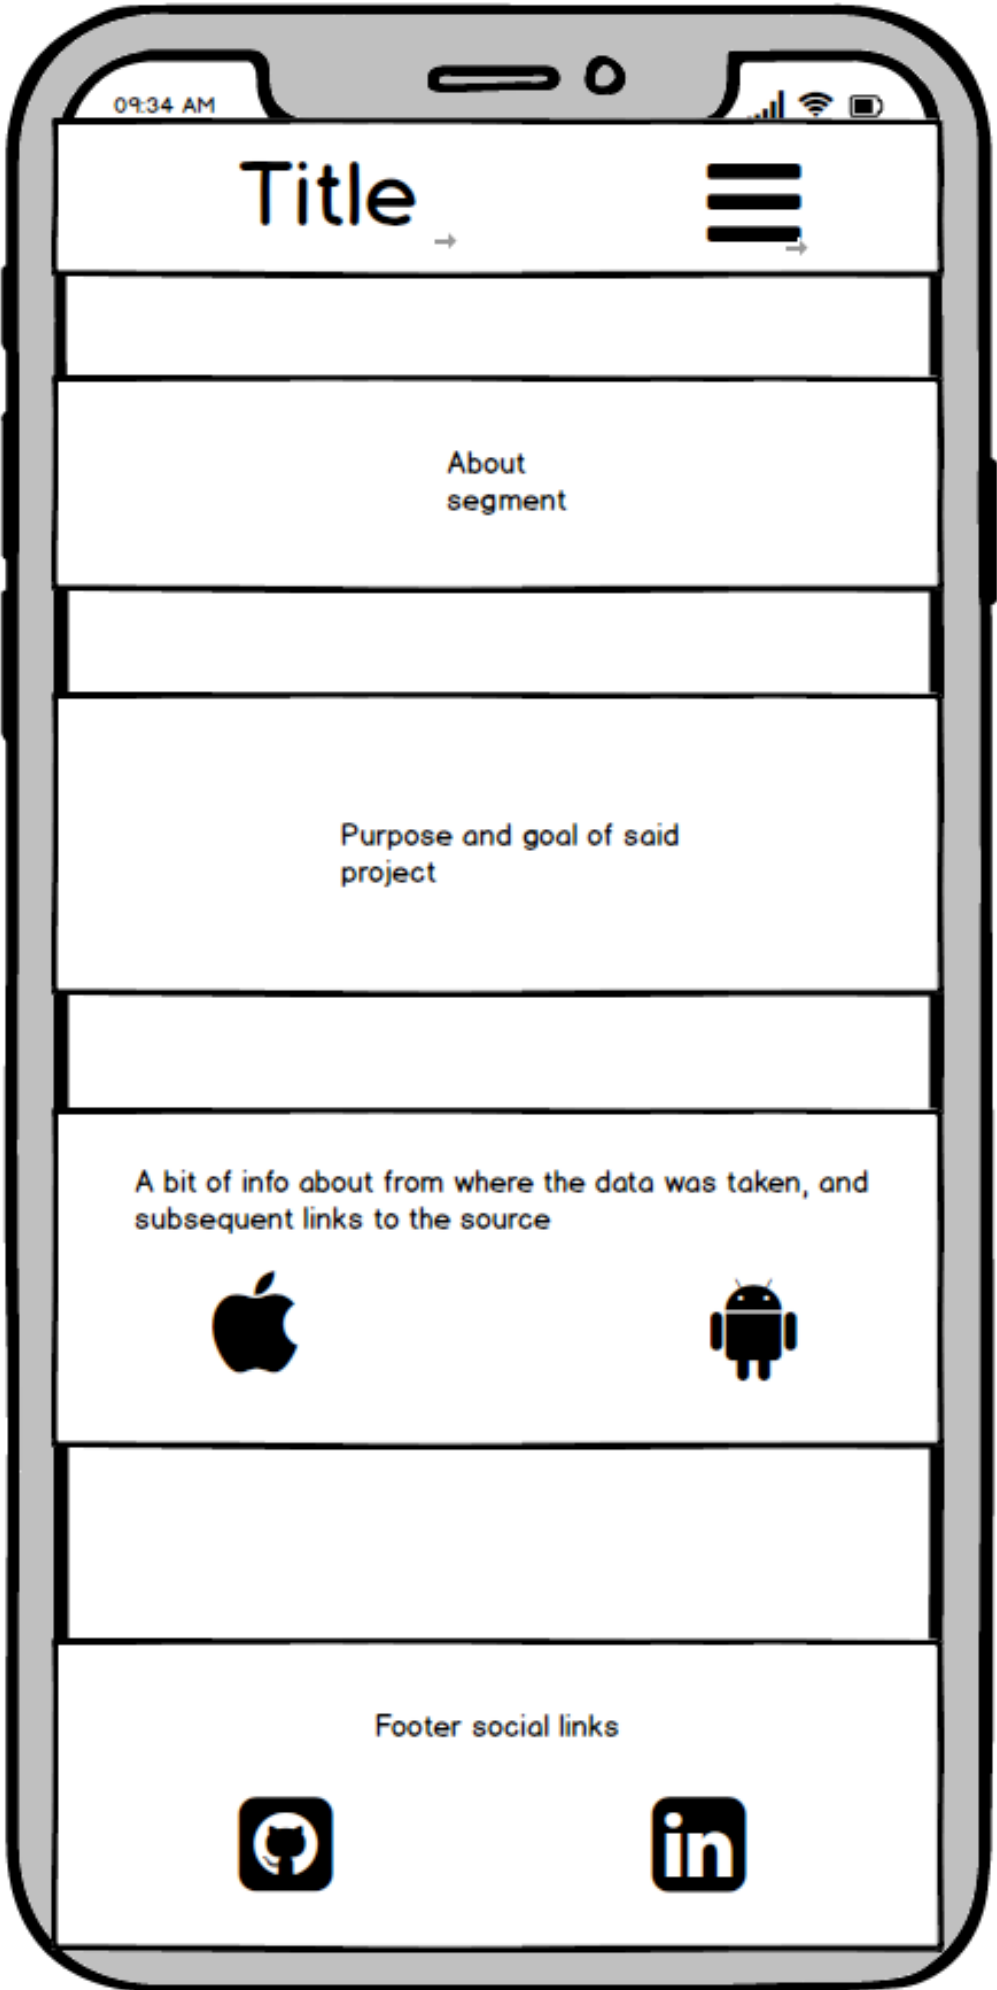 09:34 AM
Title
About
segment
Purpose and goal of said
project
A bit of info about from where the data was taken, and
subsequent links to the source
Footer social links
in